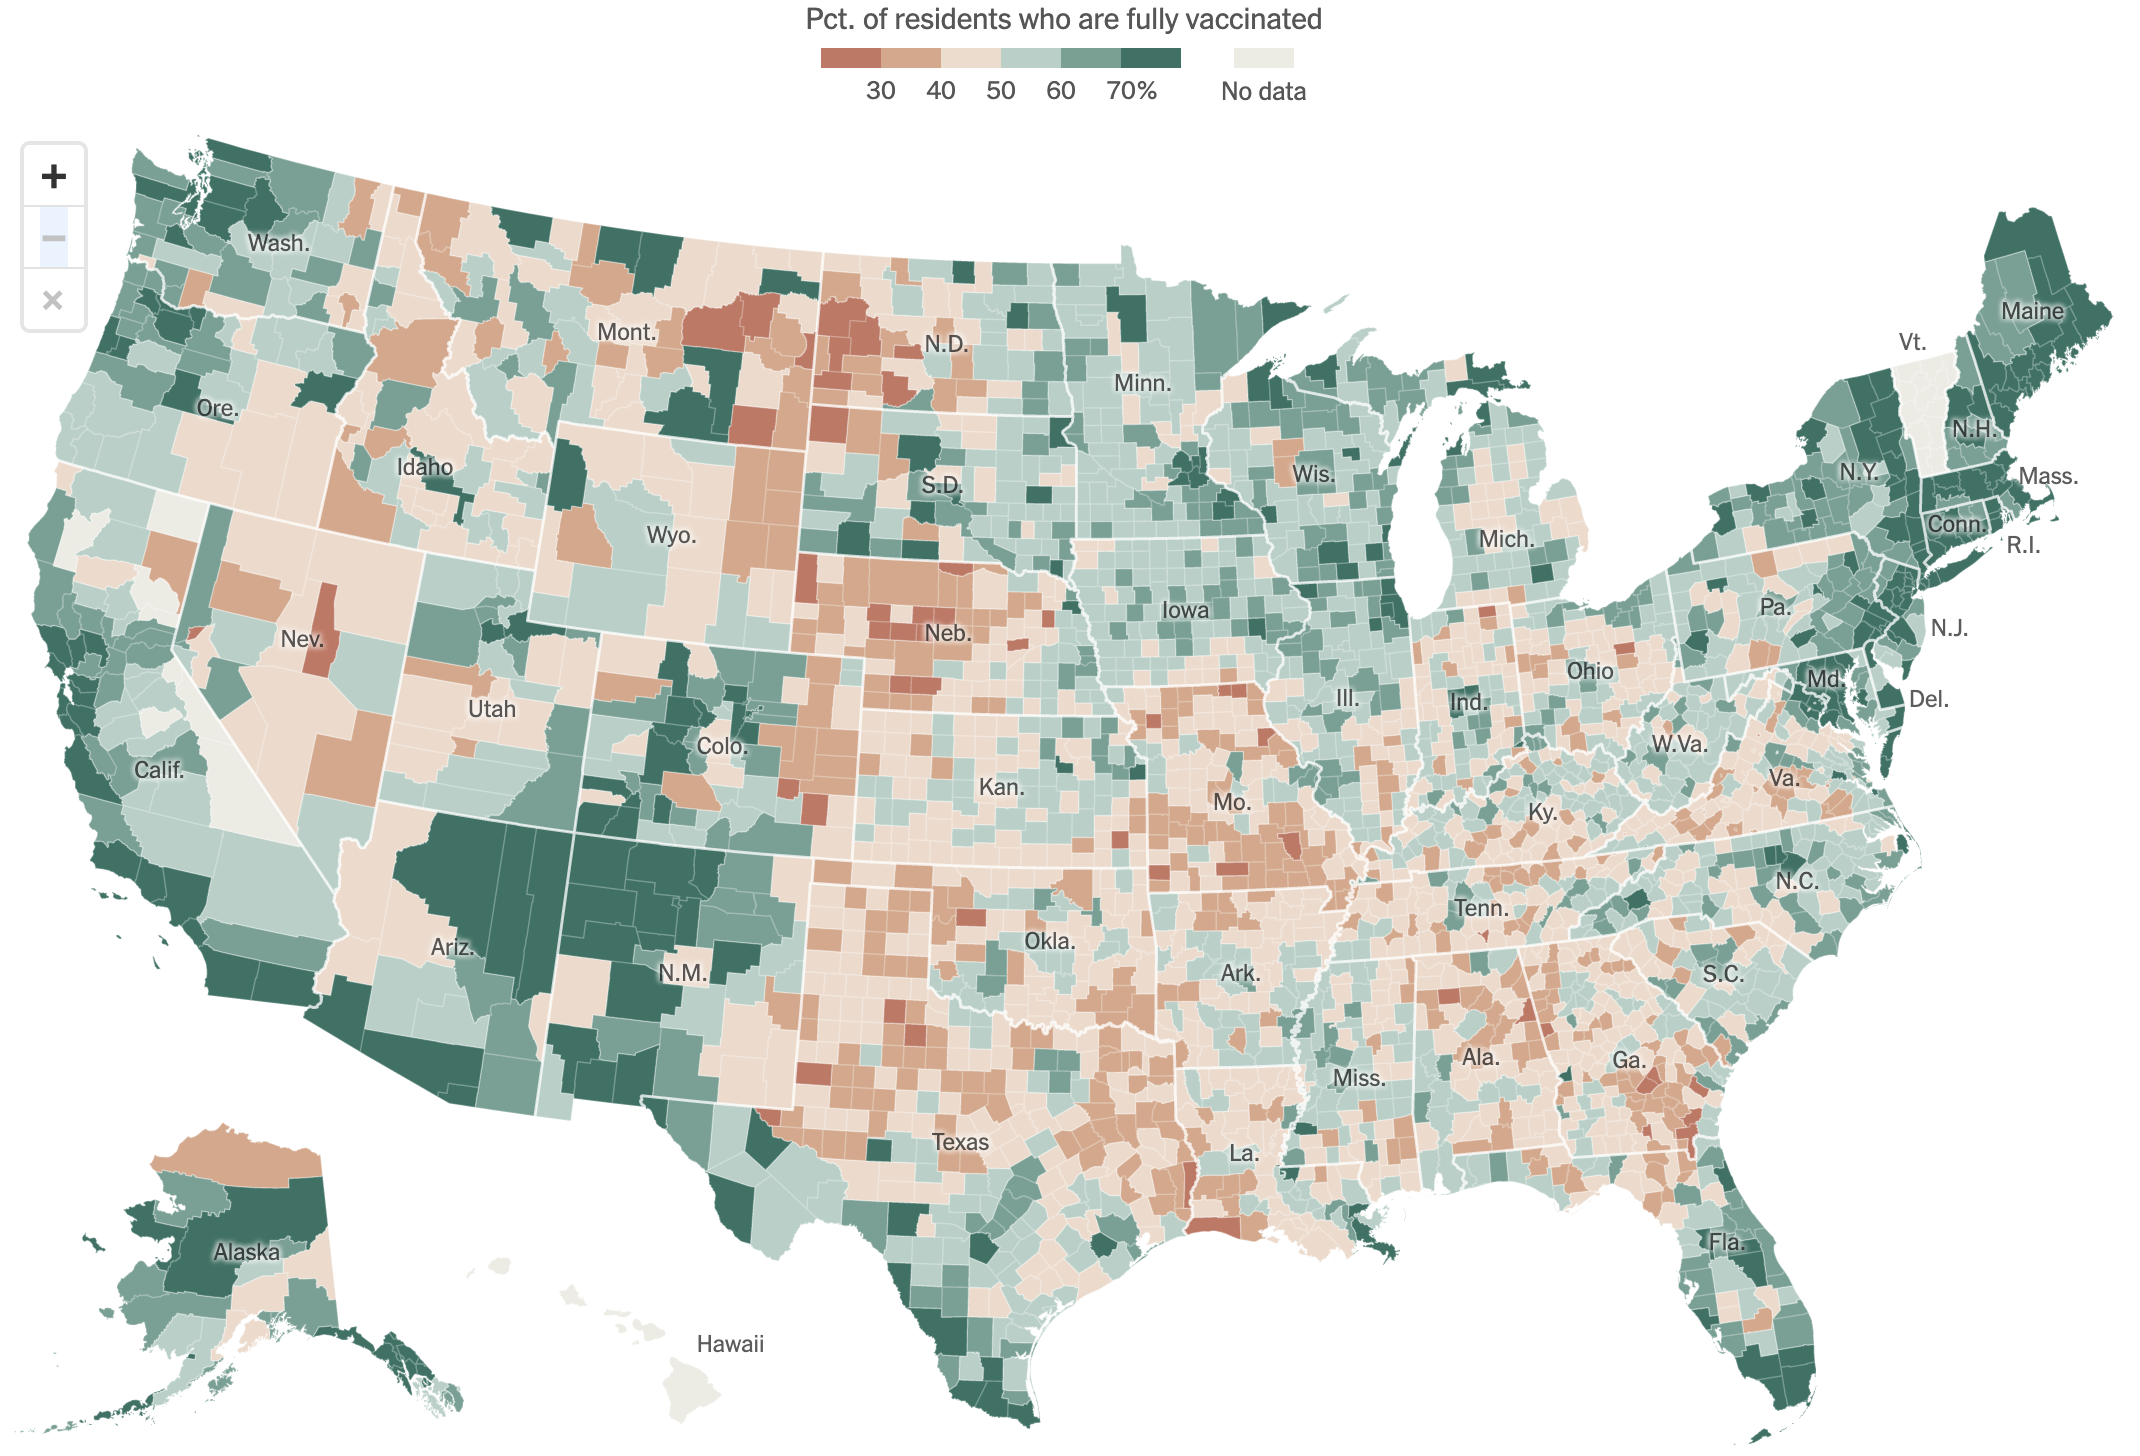 Pct. of residents who are fully vaccinated
30 40 50 60 70% No data
+
−
×
Wash.
Mont.
N.D.
Minn.
Maine
Vt.
Ore.
Idaho
S.D.
Wis.
N.H.
N.Y.
Mass.
Wyo.
Mich.
Conn.
R.I.
Nev.
Neb.
Iowa
Pa.
N.J.
Utah
Colo.
Ill.
Ind.
Ohio
Md.
Del.
Calif.
Kan.
Mo.
Ky.
W.Va.
Va.
Ariz.
N.M.
Okla.
Ark.
Tenn.
N.C.
S.C.
Texas
La.
Miss.
Ala.
Ga.
Fla.
Alaska
Hawaii